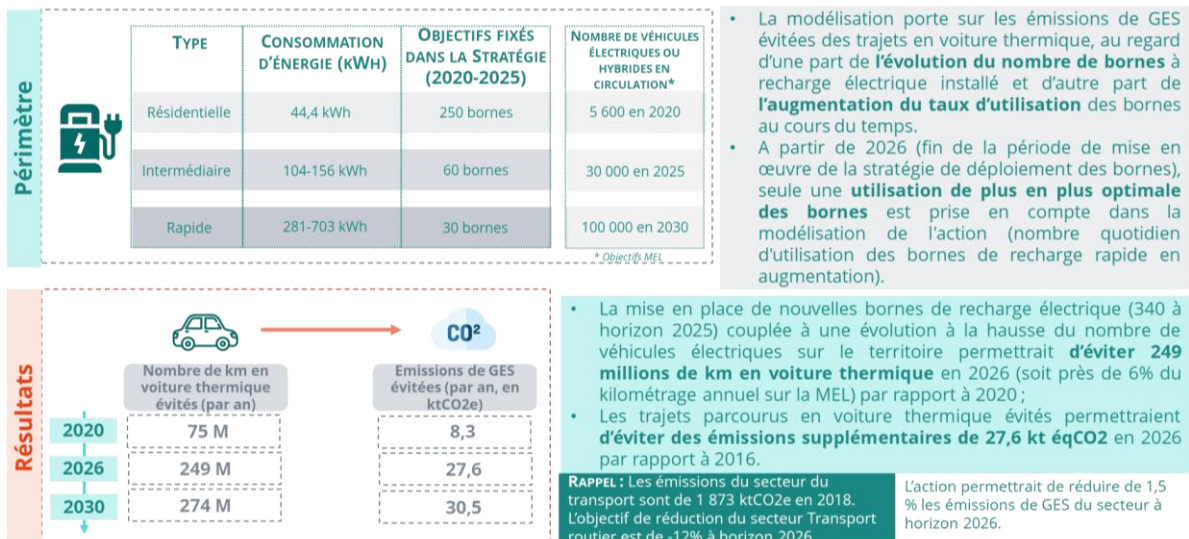 Périmètre
TYPE
CONSOMMATION
D'ÉNERGIE (KWH)
OBJECTIFS FIXÉS
DANS LA STRATÉGIE
(2020-2025)
NOMBRE DE VÉHICULES
ÉLECTRIQUES OU
HYBRIDES EN
CIRCULATION*
Résidentielle 44,4 kWh 250 bornes 5 600 en 2020
Intermédiaire 104-156 kWh 60 bornes 30 000 en 2025
Rapide 281-703 kWh 30 bornes 100 000 en 2030
* Objectifs MEL
• La modélisation porte sur les émissions de GES
évitées des trajets en voiture thermique, au regard
d'une part de l'évolution du nombre de bornes à
recharge électrique installé et d'autre part de
l'augmentation du taux d'utilisation des bornes
au cours du temps.
• A partir de 2026 (fin de la période de mise en
œuvre de la stratégie de déploiement des bornes),
seule une utilisation de plus en plus optimale
des bornes est prise en compte dans la
modélisation de l'action (nombre quotidien
d'utilisation des bornes de recharge rapide en
augmentation).
Résultats
CO²
Nombre de km en
voiture thermique
évités (par an)
Emissions de GES
évitées (par an, en
ktCO2e)
2020 75 M 8,3
2026 249 M 27,6
2030 274 M 30,5
• La mise en place de nouvelles bornes de recharge électrique (340 à
horizon 2025) couplée à une évolution à la hausse du nombre de
véhicules électriques sur le territoire permettrait d'éviter 249
millions de km en voiture thermique en 2026 (soit près de 6% du
kilométrage annuel sur la MEL) par rapport à 2020 ;
• Les trajets parcourus en voiture thermique évités permettraient
d'éviter des émissions supplémentaires de 27,6 kt éqCO2 en 2026
par rapport à 2016.
RAPPEL : Les émissions du secteur du
transport sont de 1 873 ktCO2e en 2018.
L'objectif de réduction du secteur Transport
routier est de -12% à horizon 2026
L'action permettrait de réduire de 1,5
% les émissions de GES du secteur à
horizon 2026.